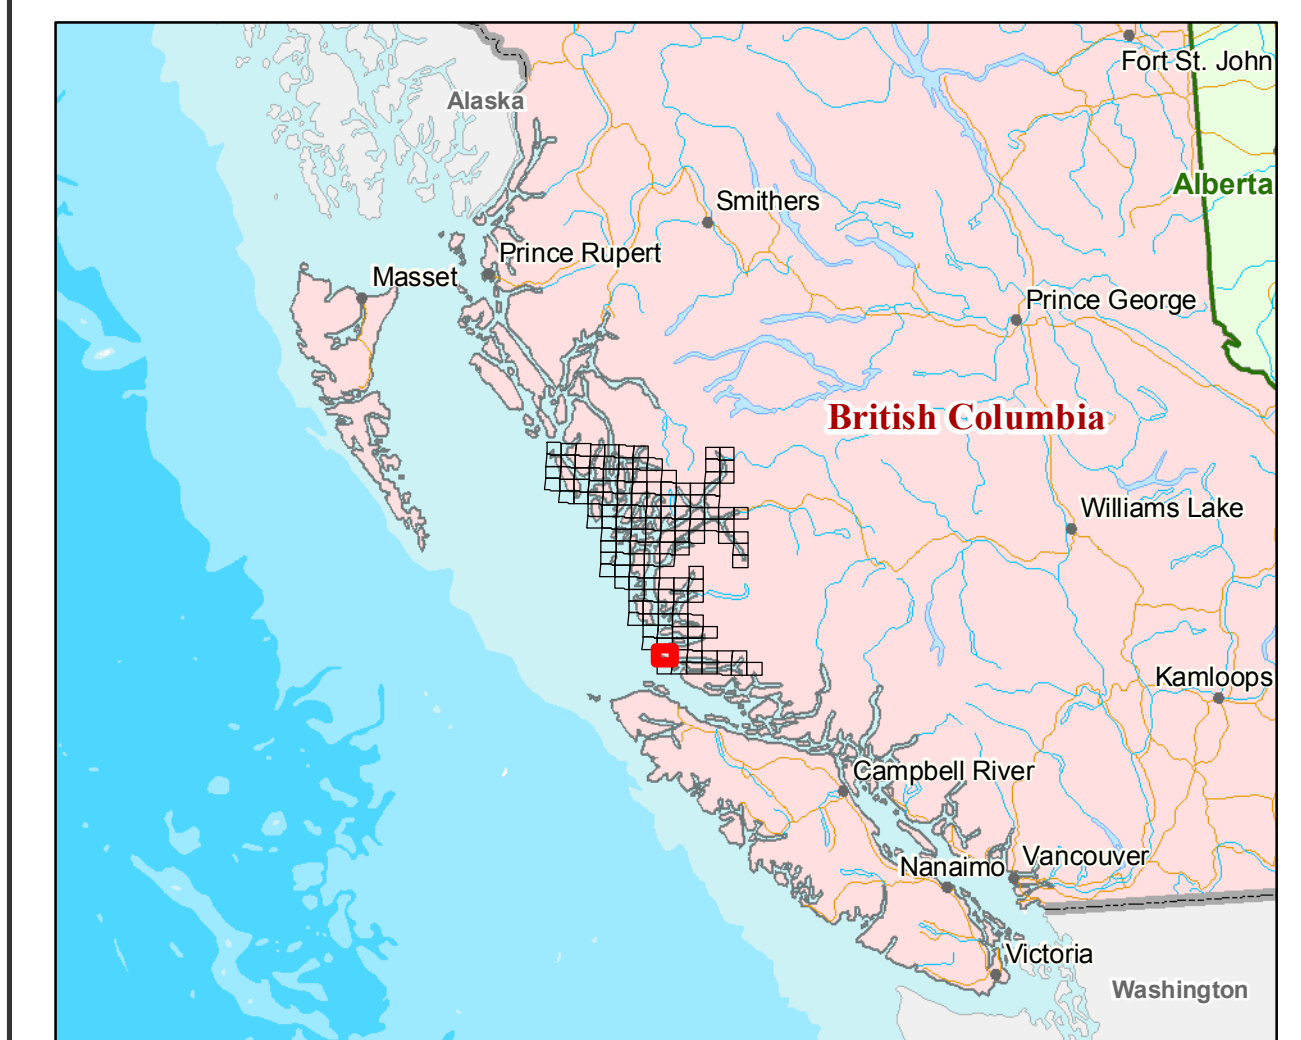 Fort St. John
Alaska
Alberta
Smithers
Prince Rupert
Masset
Prince George
British Columbia
Williams Lake
Kamloops
Campbell River
Vancouver
Nanaimo
Victoria
Washington